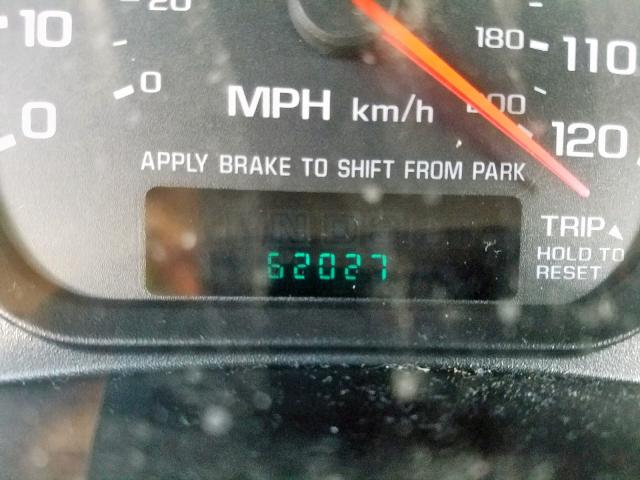 20
10
180
110
0
0
MPH km/h
200
120
APPLY BRAKE TO SHIFT FROM PARK
TRIP
HOLD TO
RESET
62027